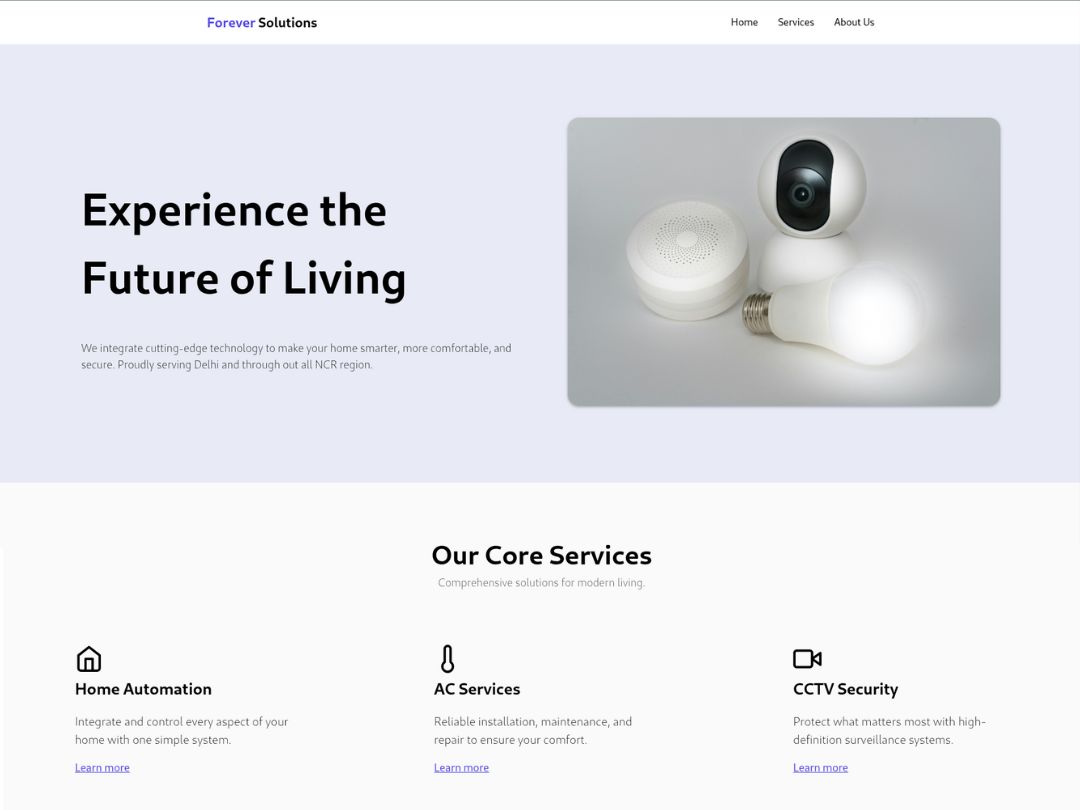 Forever Solutions
Home Services About Us
Experience the
Future of Living
We integrate cutting-edge technology to make your home smarter, more comfortable, and
secure. Proudly serving Delhi and through out all NCR region.
Our Core Services
Comprehensive solutions for modern living.
Home Automation
Integrate and control every aspect of your
home with one simple system.
Learn more
AC Services
Reliable installation, maintenance, and
repair to ensure your comfort.
Learn more
CCTV Security
Protect what matters most with high-
definition surveillance systems.
Learn more